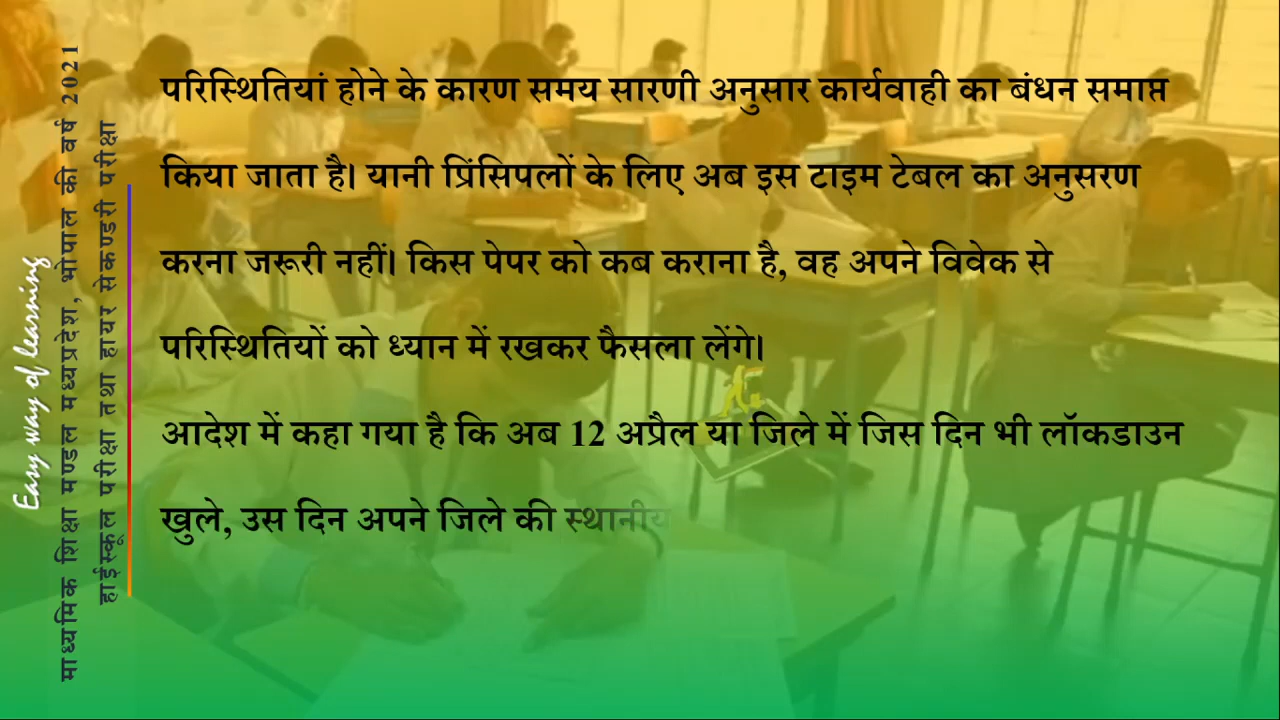 Easy way of learning
माध्यमिक शिक्षा मण्डल मध्यप्रदेश, भोपाल की वर्ष 2021
हाईस्कूल परीक्षा तथा हायर सेकण्डरी परीक्षा
परिस्थितियां होने के कारण समय सारणी अनुसार कार्यवाही का बंधन समाप्त
किया जाता है। यानी प्रिंसिपलों के लिए अब इस टाइम टेबल का अनुसरण
करना जरूरी नहीं। किस पेपर को कब कराना है, वह अपने विवेक से
परिस्थितियों को ध्यान में रखकर फैसला लेंगे।
आदेश में कहा गया है कि अब 12 अप्रैल या जिले में जिस दिन भी लॉकडाउन
खुले, उस दिन अपने जिले की स्थानीय